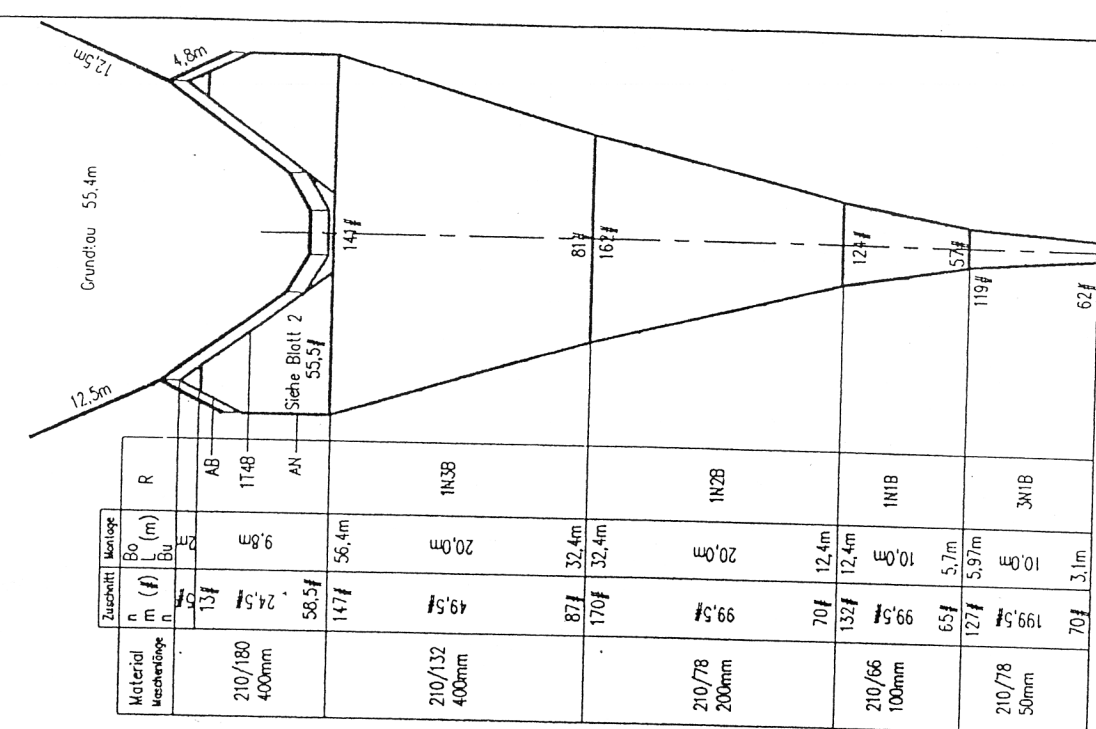 12,5m
4,8m
Grundtau 55,4m
12,5m
Siehe Blatt 2
55,5#
141#
81#
162#
124#
57#
119#
62#
Zuschnitt Montage
Material
Maschenlänge
n
m (#)
n
Bo
L (m)
Bu
R
5#
2m
210/180
400mm
13#
24,5#
58,5#
9,8m
AB
1T4B
AN
210/132
400mm
147#
49,5#
87#
56,4m
20,0m
32,4m
1N3B
210/78
200mm
170#
99,5#
70#
32,4m
20,0m
12,4m
1N2B
210/66
100mm
132#
99,5#
65#
12,4m
10,0m
5,7m
1N1B
210/78
50mm
127#
199,5#
70#
5,97m
10,0m
3,1m
3N1B